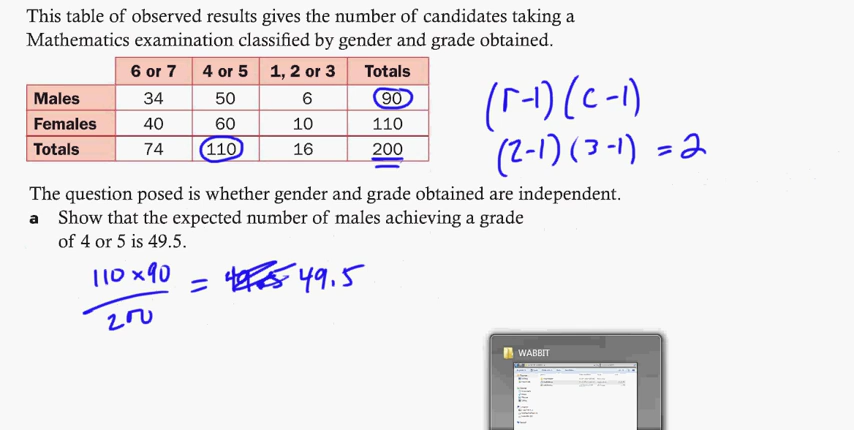 This table of observed results gives the number of candidates taking a
Mathematics examination classified by gender and grade obtained.
6 or 7 4 or 5 1, 2 or 3 Totals
Males 34 50 6 90
Females 40 60 10 110
Totals 74 110 16 200
(r-1)(c-1)
(2-1)(3-1) = 2
The question posed is whether gender and grade obtained are independent.
a Show that the expected number of males achieving a grade
of 4 or 5 is 49.5.
110 x 90
200
= 49.5
WABBIT